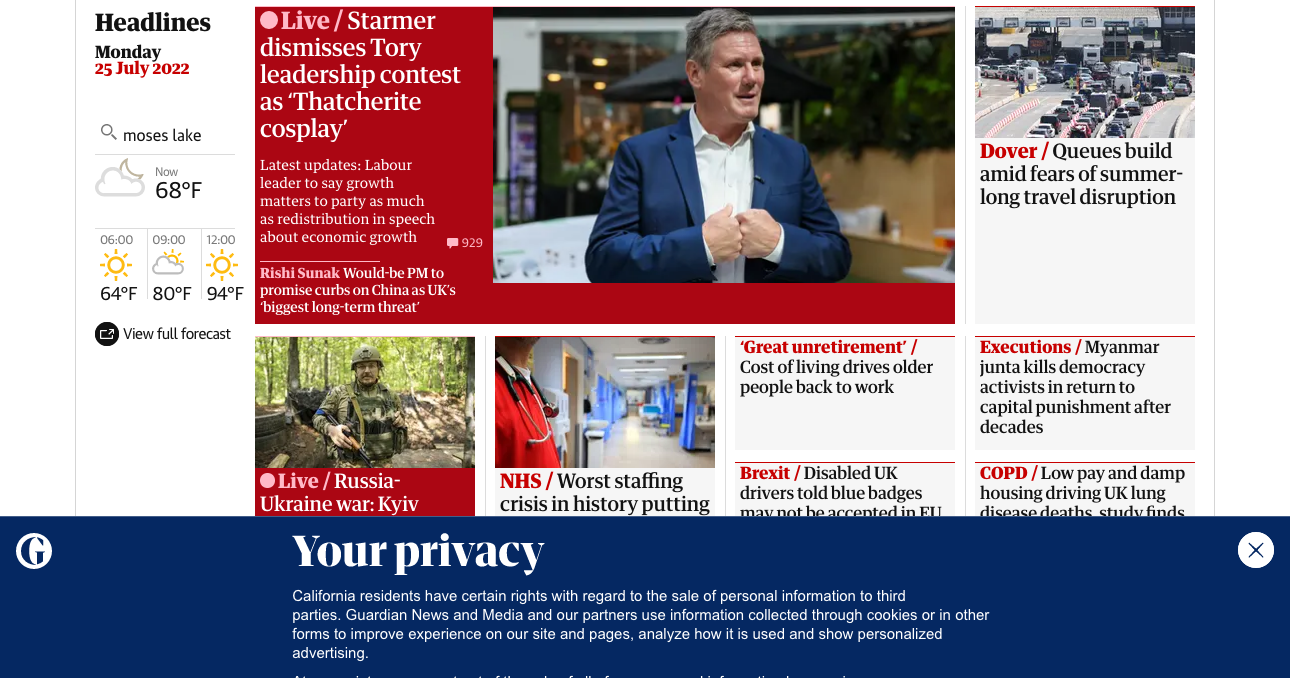 Headlines
Monday
25 July 2022
moses lake
Now
68°F
06:00
64°F
09:00
80°F
12:00
94°F
View full forecast
Live / Starmer
dismisses Tory
leadership contest
as ‘Thatcherite
cosplay’
Latest updates: Labour
leader to say growth
matters to party as much
as redistribution in speech
about economic growth
929
Rishi Sunak Would-be PM to
promise curbs on China as UK’s
‘biggest long-term threat’
Dover / Queues build
amid fears of summer-
long travel disruption
Live / Russia-
Ukraine war: Kyiv
NHS / Worst staffing
crisis in history putting
‘Great unretirement’ /
Cost of living drives older
people back to work
Executions / Myanmar
junta kills democracy
activists in return to
capital punishment after
decades
Brexit / Disabled UK
drivers told blue badges
may not be accepted in EU
COPD / Low pay and damp
housing driving UK lung
disease deaths, study finds
Your privacy
California residents have certain rights with regard to the sale of personal information to third
parties. Guardian News and Media and our partners use information collected through cookies or in other
forms to improve experience on our site and pages, analyze how it is used and show personalized
advertising.